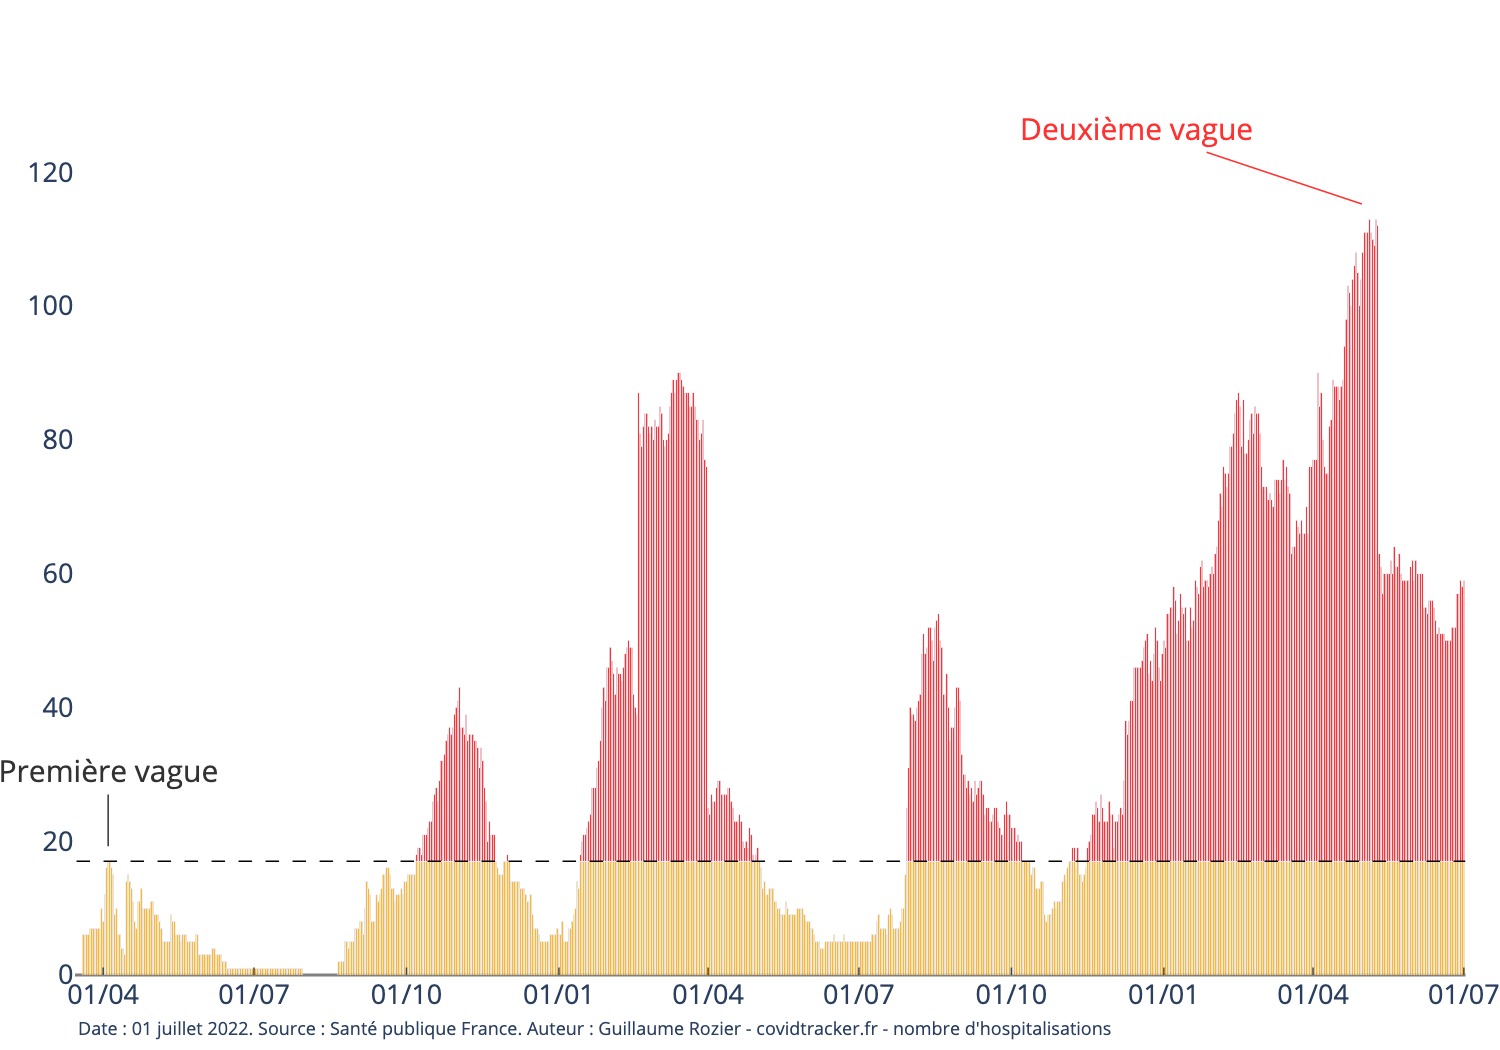 Deuxième vague
120
100
80
60
40
Première vague
20
0
01/04 01/07 01/10 01/01 01/04 01/07 01/10 01/01 01/04 01/07
Date : 01 juillet 2022. Source : Santé publique France. Auteur : Guillaume Rozier - covidtracker.fr - nombre d'hospitalisations